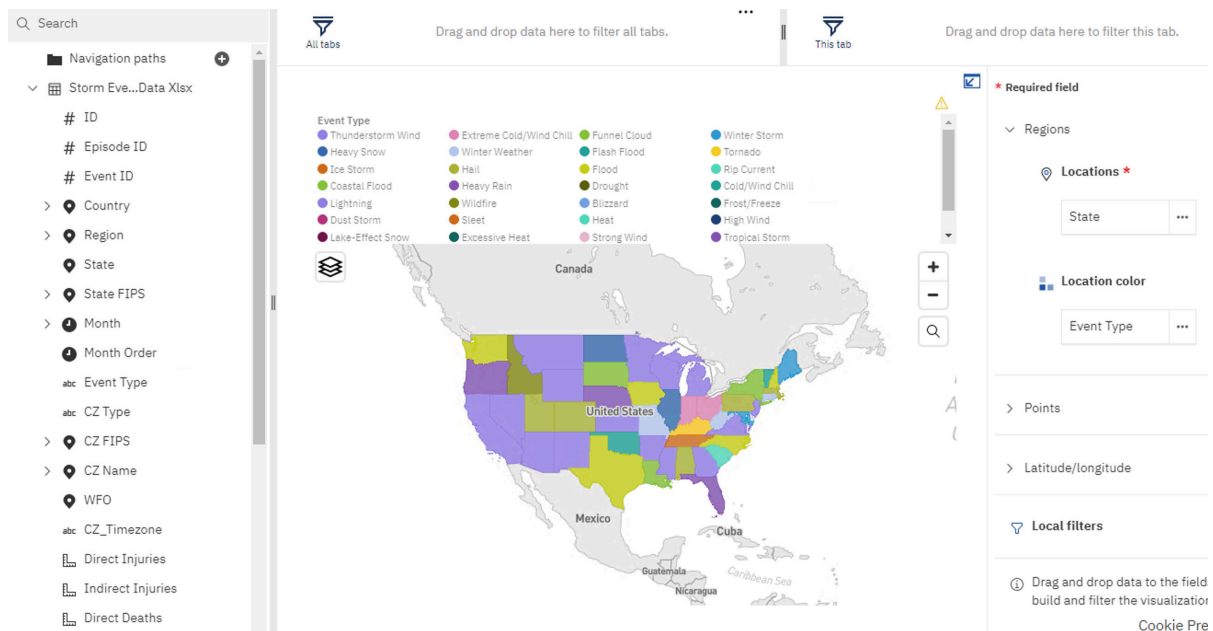 Search
Navigation paths
Storm Eve...Data Xlsx
# ID
# Episode ID
# Event ID
Country
Region
State
State FIPS
Month
Month Order
abc Event Type
abc CZ Type
CZ FIPS
CZ Name
WFO
abc CZ_Timezone
Direct Injuries
Indirect Injuries
Direct Deaths
All tabs
Drag and drop data here to filter all tabs.
This tab
Drag and drop data here to filter this tab.
Event Type
Thunderstorm Wind Extreme Cold/Wind Chill Funnel Cloud Winter Storm
Heavy Snow Winter Weather Flash Flood Tornado
Ice Storm Hail Flood Rip Current
Coastal Flood Heavy Rain Drought Cold/Wind Chill
Lightning Wildfire Blizzard Frost/Freeze
Dust Storm Sleet Heat High Wind
Lake-Effect Snow Excessive Heat Strong Wind Tropical Storm
Canada
United States
Mexico
Cuba
Guatemala
Caribbean Sea
Nicaragua
* Required field
Regions
Locations *
State
Location color
Event Type
Points
Latitude/longitude
Local filters
Drag and drop data to the field
build and filter the visualization
Cookie Pre